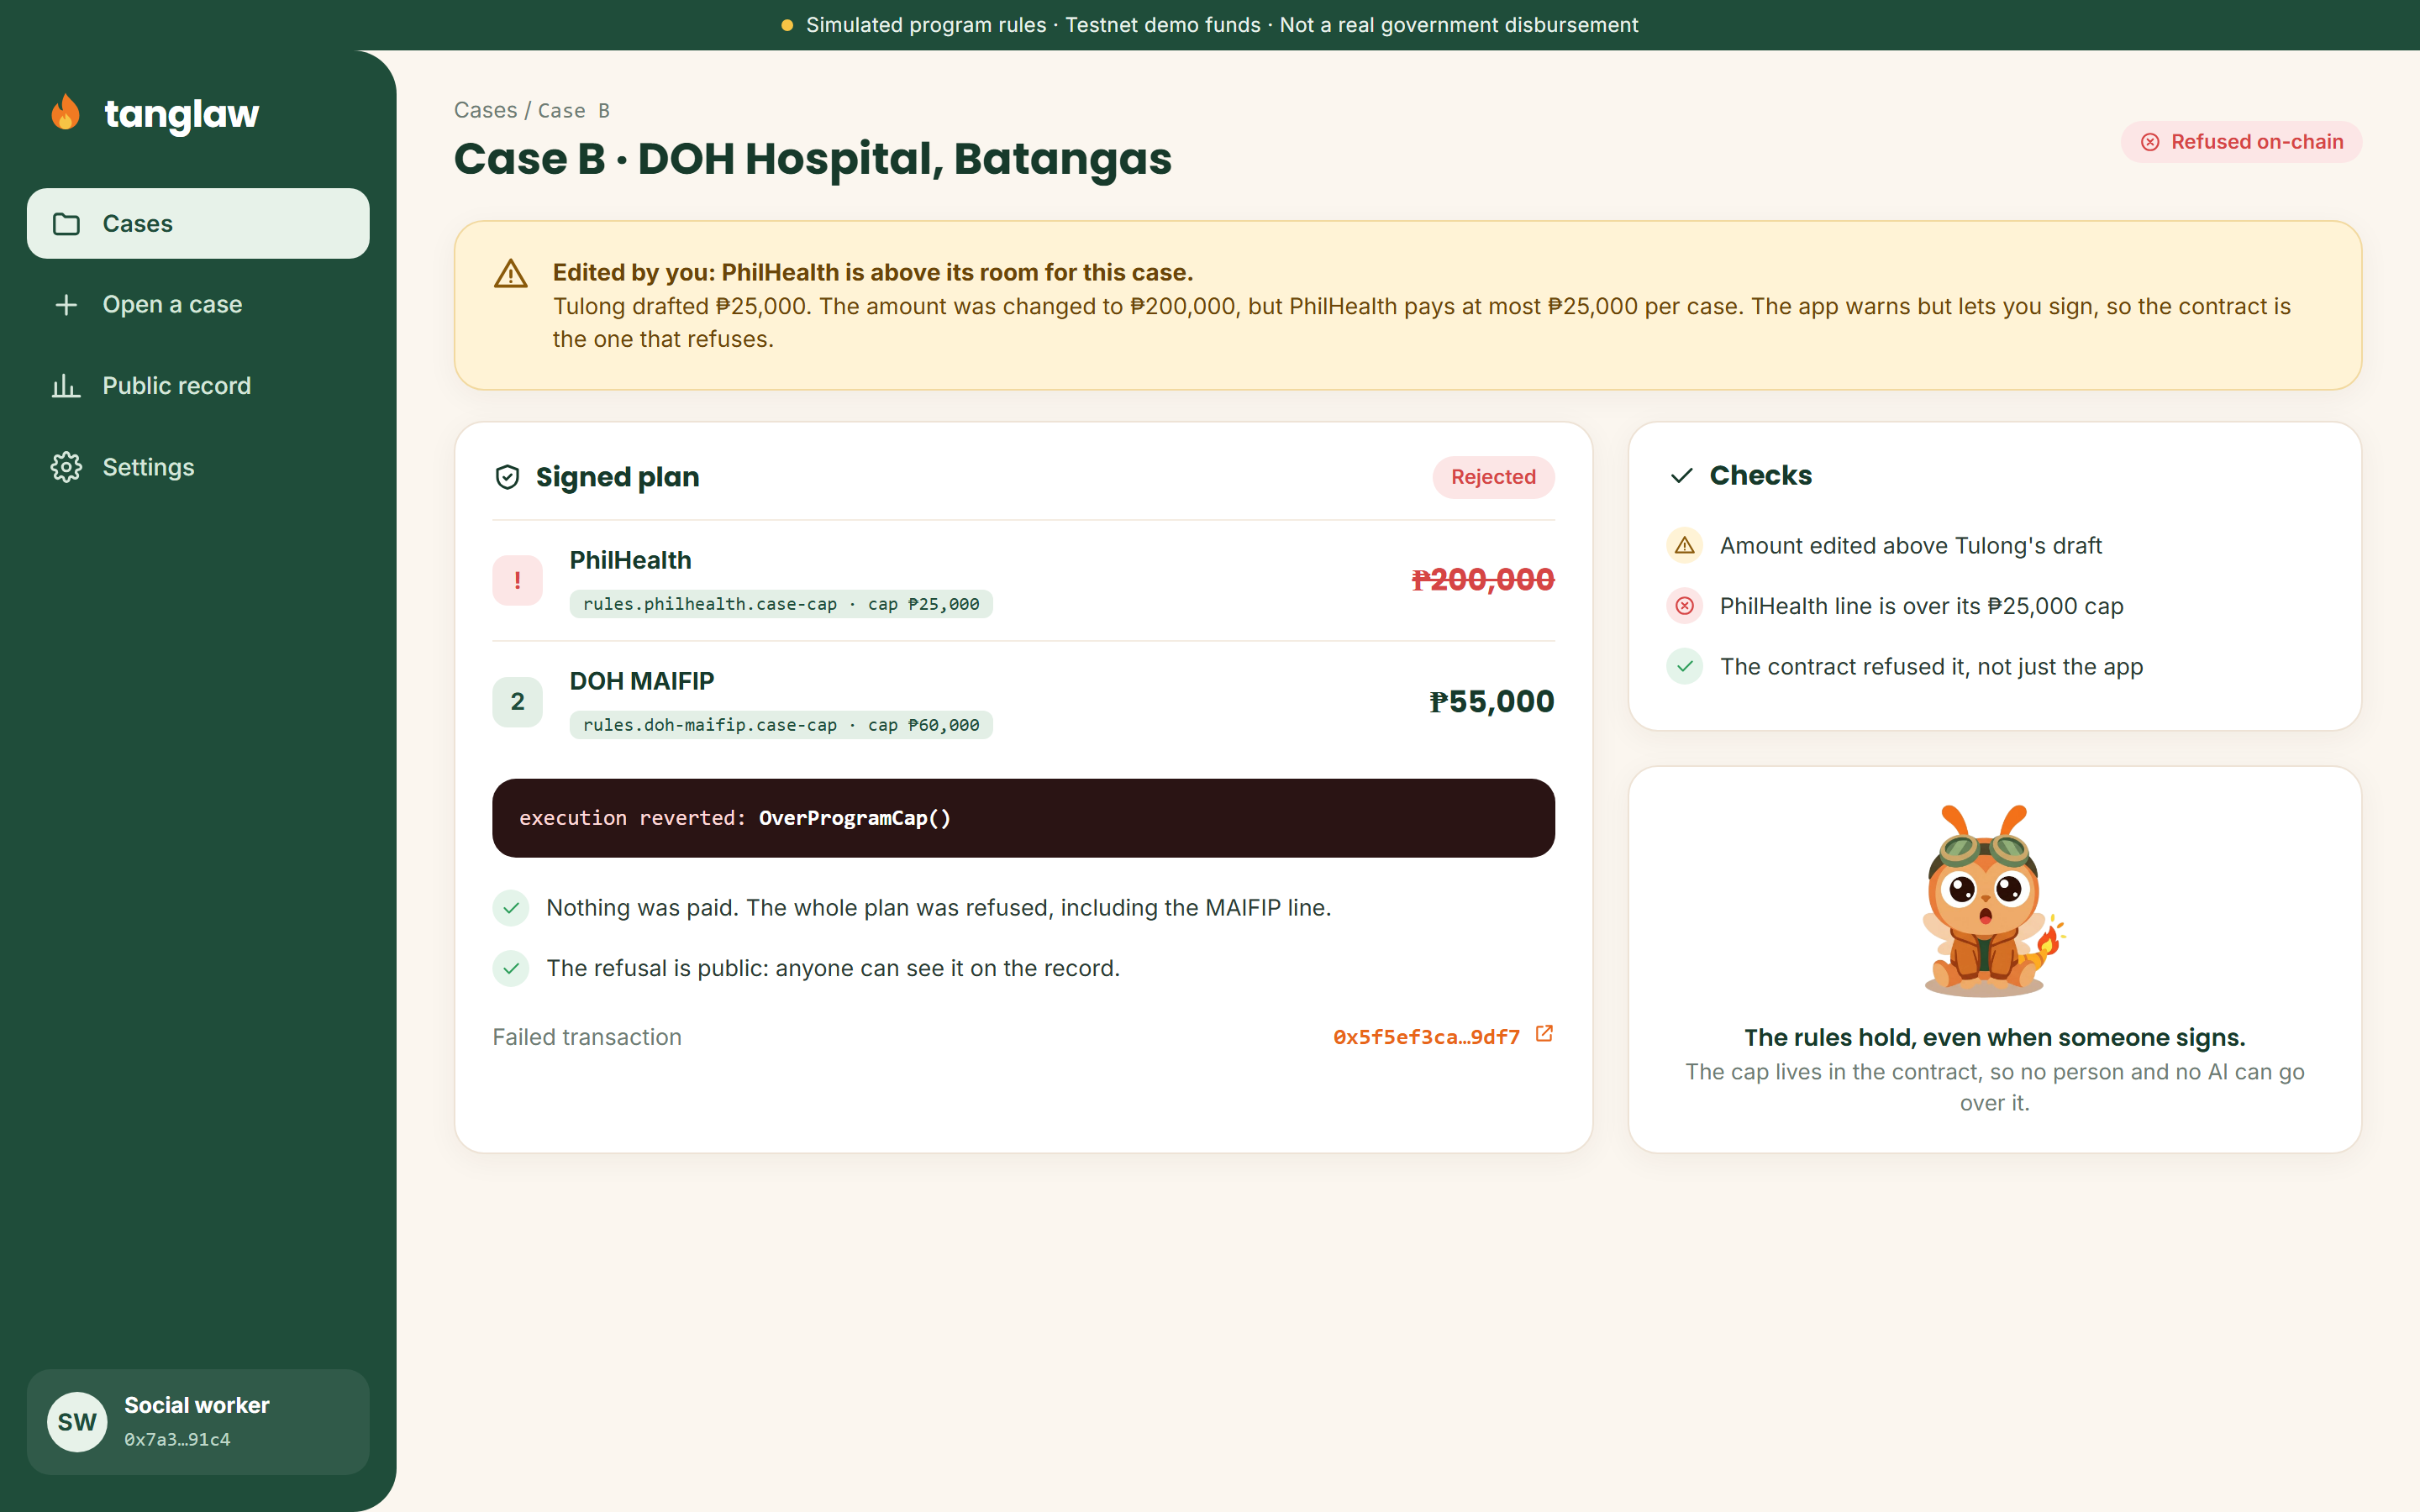 Simulated program rules · Testnet demo funds · Not a real government disbursement
tanglaw
Cases
Open a case
Public record
Settings
SW
Social worker
0x7a3…91c4
Cases / Case B
Case B · DOH Hospital, Batangas
Refused on-chain
Edited by you: PhilHealth is above its room for this case.
Tulong drafted ₱25,000. The amount was changed to ₱200,000, but PhilHealth pays at most ₱25,000 per case. The app warns but lets you sign, so the contract is
the one that refuses.
Signed plan
Rejected
!
PhilHealth
rules.philhealth.case-cap · cap ₱25,000
₱200,000
2
DOH MAIFIP
rules.doh-maifip.case-cap · cap ₱60,000
₱55,000
execution reverted: OverProgramCap()
Nothing was paid. The whole plan was refused, including the MAIFIP line.
The refusal is public: anyone can see it on the record.
Failed transaction
0x5f5ef3ca…9df7
Checks
Amount edited above Tulong's draft
PhilHealth line is over its ₱25,000 cap
The contract refused it, not just the app
The rules hold, even when someone signs.
The cap lives in the contract, so no person and no AI can go
over it.